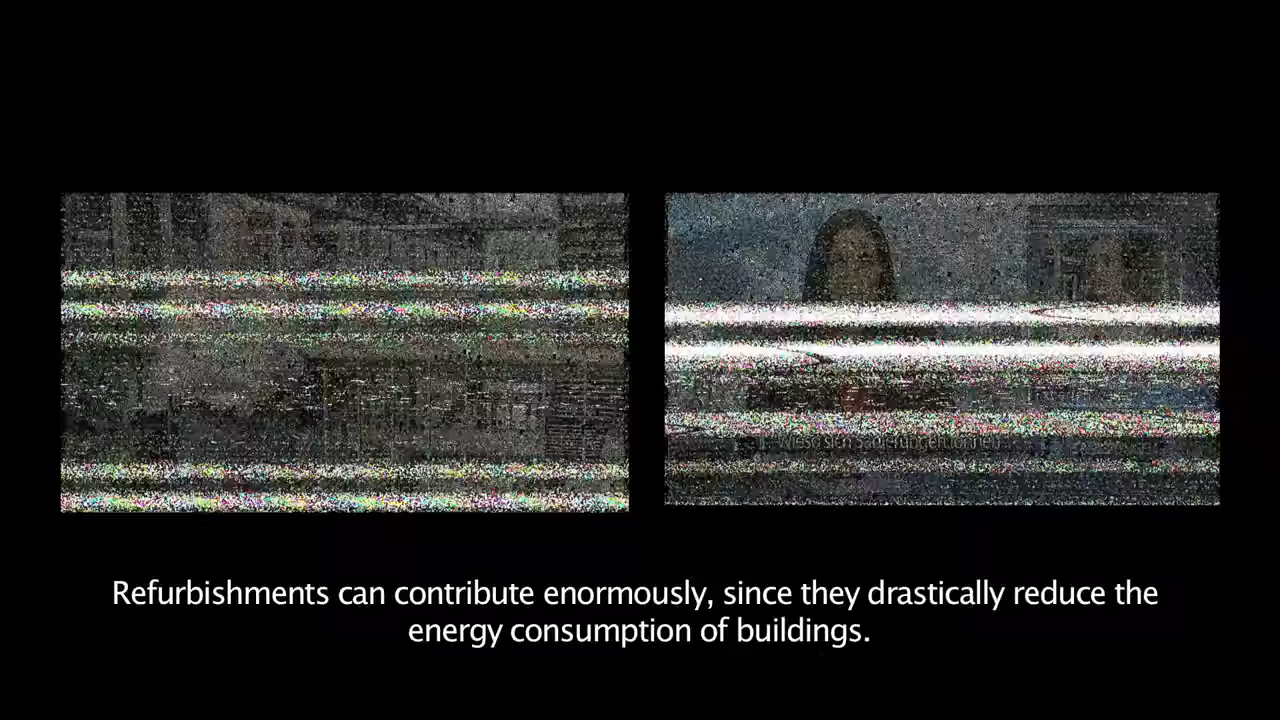 Refurbishments can contribute enormously, since they drastically reduce the
energy consumption of buildings.